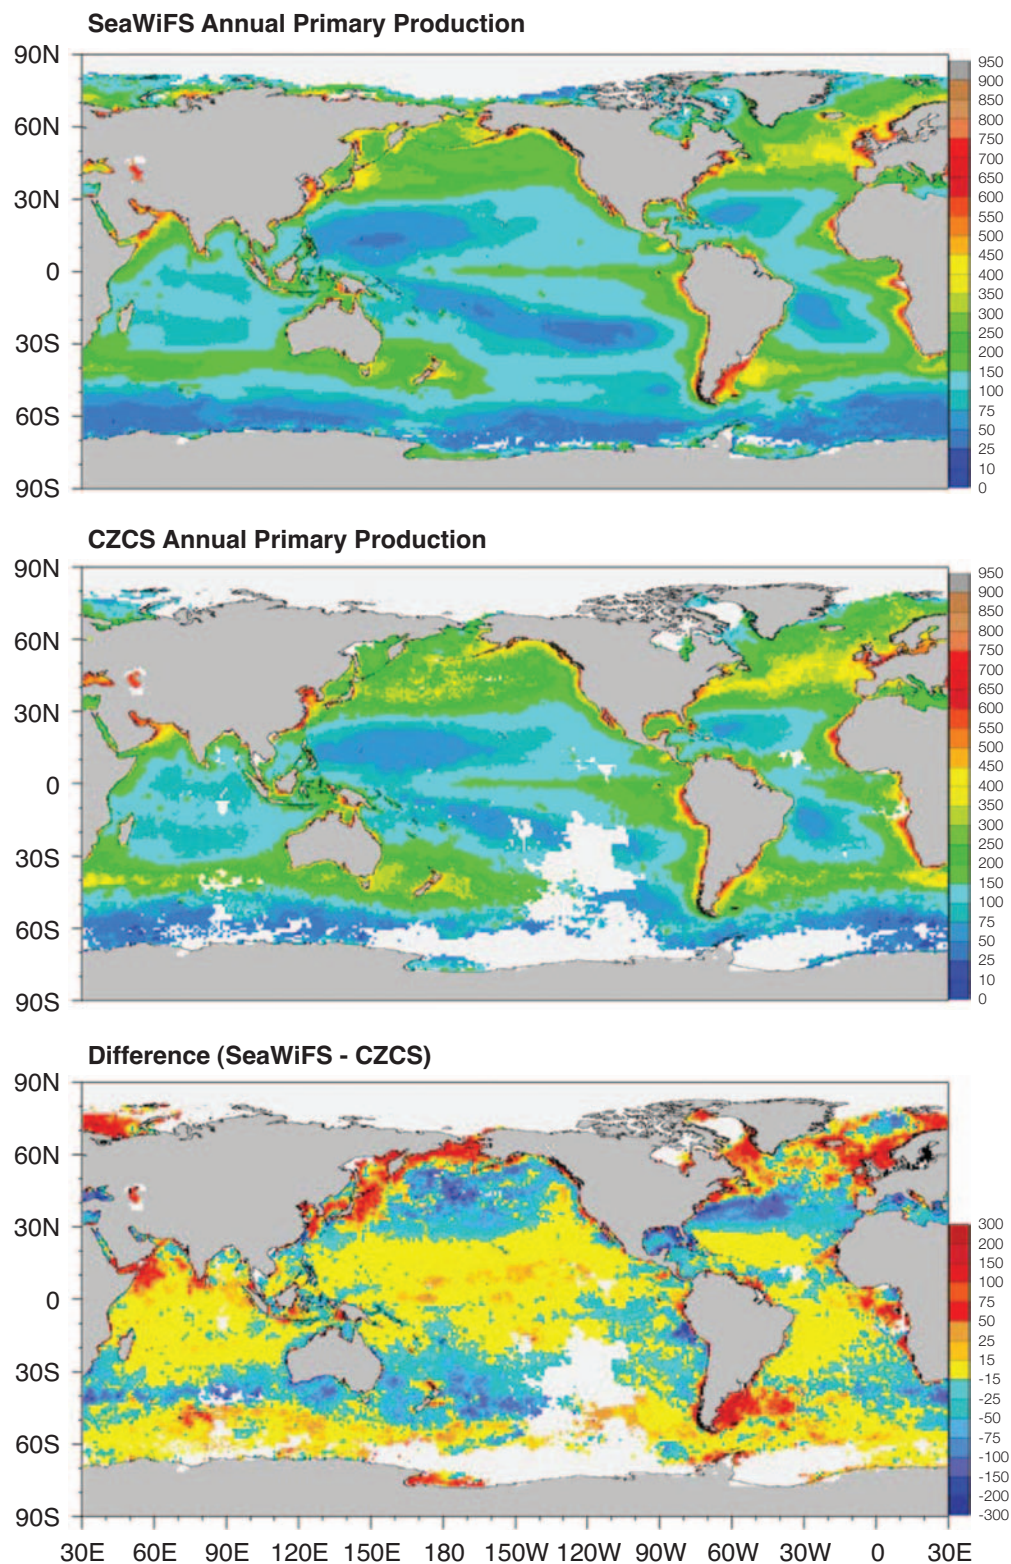 SeaWiFS Annual Primary Production
90N
60N
30N
0
30S
60S
90S
950
900
850
800
750
700
650
600
550
500
450
400
350
300
200
150
100
75
50
25
10
0
CZCS Annual Primary Production
90N
60N
30N
0
30S
60S
90S
950
900
850
800
750
700
650
600
550
500
450
400
350
300
250
200
150
100
75
50
25
10
0
Difference (SeaWiFS - CZCS)
90N
60N
30N
0
30S
60S
90S
300
200
150
100
75
50
25
15
-15
-25
-50
-75
-100
-150
-200
-300
30E 60E 90E 120E 150E 180 150W 120W 90W 60W 30W 0 30E